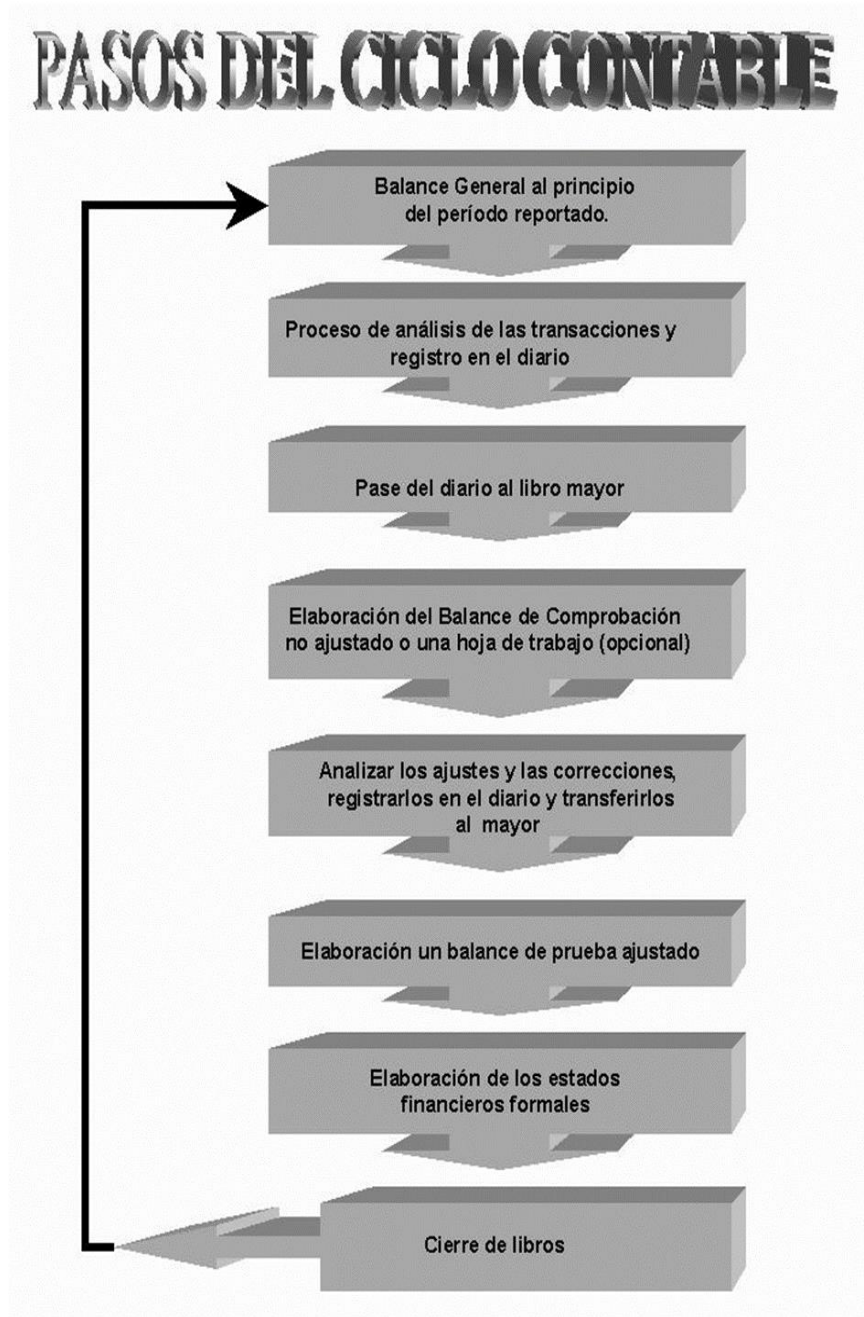 PASOS DEL CICLO CONTABLE
Balance General al principio
del período reportado.
Proceso de análisis de las transacciones y
registro en el diario
Pase del diario al libro mayor
Elaboración del Balance de Comprobación
no ajustado o una hoja de trabajo (opcional)
Analizar los ajustes y las correcciones,
registrarlos en el diario y transferirlos
al mayor
Elaboración un balance de prueba ajustado
Elaboración de los estados
financieros formales
Cierre de libros